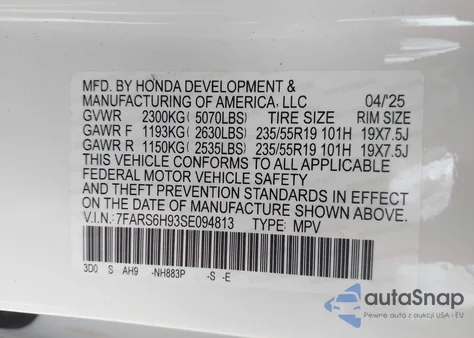 MFD. BY HONDA DEVELOPMENT &
MANUFACTURING OF AMERICA, LLC 04/'25
GVWR 2300KG( 5070LBS) TIRE SIZE RIM SIZE
GAWR F 1193KG( 2630LBS) 235/55R19 101H 19X7.5J
GAWR R 1150KG( 2535LBS) 235/55R19 101H 19X7.5J
THIS VEHICLE CONFORMS TO ALL APPLICABLE
FEDERAL MOTOR VEHICLE SAFETY
AND THEFT PREVENTION STANDARDS IN EFFECT
ON THE DATE OF MANUFACTURE SHOWN ABOVE.
V.I.N: 7FARS6H93SE094813 TYPE: MPV
3D0 S AH9 -NH883P -S -E
autoSnap
Pewne auta z aukcji USA i EU